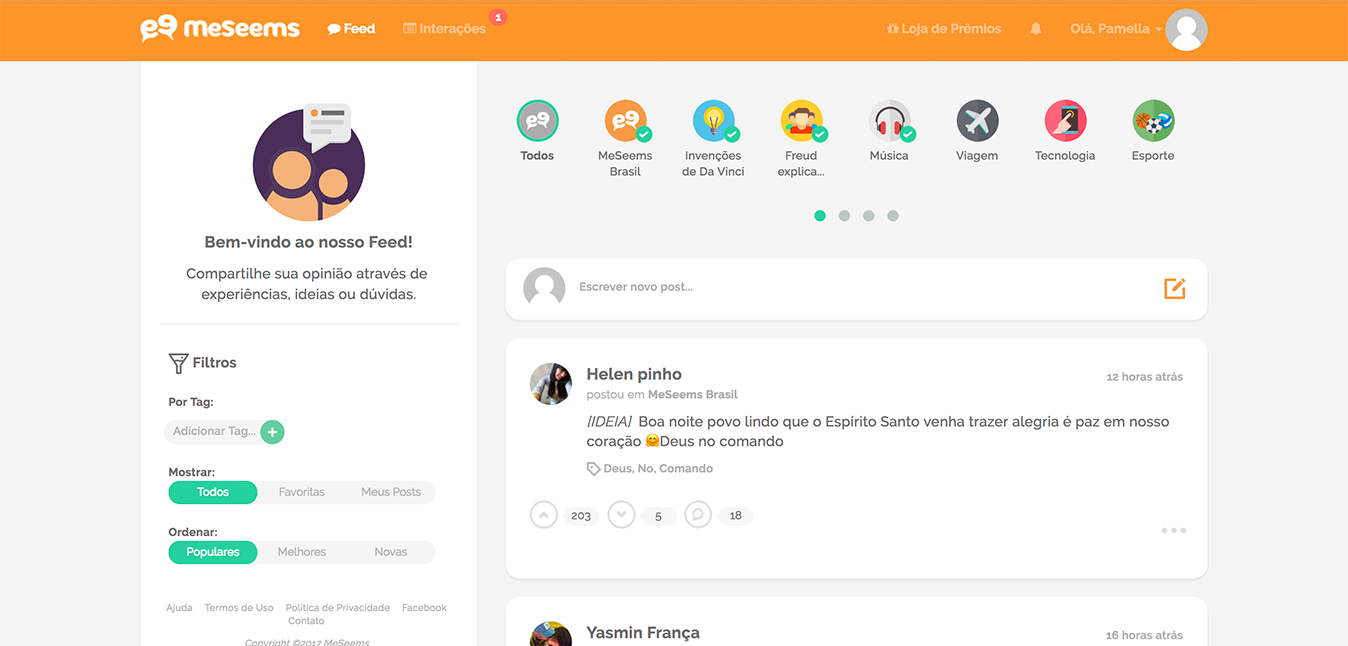 MeSeems
Feed
Interações
1
Loja de Prêmios
Olá, Pamella
Bem-vindo ao nosso Feed!
Compartilhe sua opinião através de
experiências, ideias ou dúvidas.
Filtros
Por Tag:
Adicionar Tag...
Mostrar:
Todos Favoritas Meus Posts
Ordenar:
Populares Melhores Novas
Ajuda Termos de Uso Política de Privacidade Facebook
Contato
Copyright ©2017 MeSeems
Todos
MeSeems
Brasil
Invenções
de Da Vinci
Freud
explica...
Música
Viagem
Tecnologia
Esporte
Escrever novo post...
Helen pinho
12 horas atrás
postou em MeSeems Brasil
[IDEIA] Boa noite povo lindo que o Espírito Santo venha trazer alegria é paz em nosso
coração 🤗Deus no comando
Deus, No, Comando
203 5 18
Yasmin França
16 horas atrás